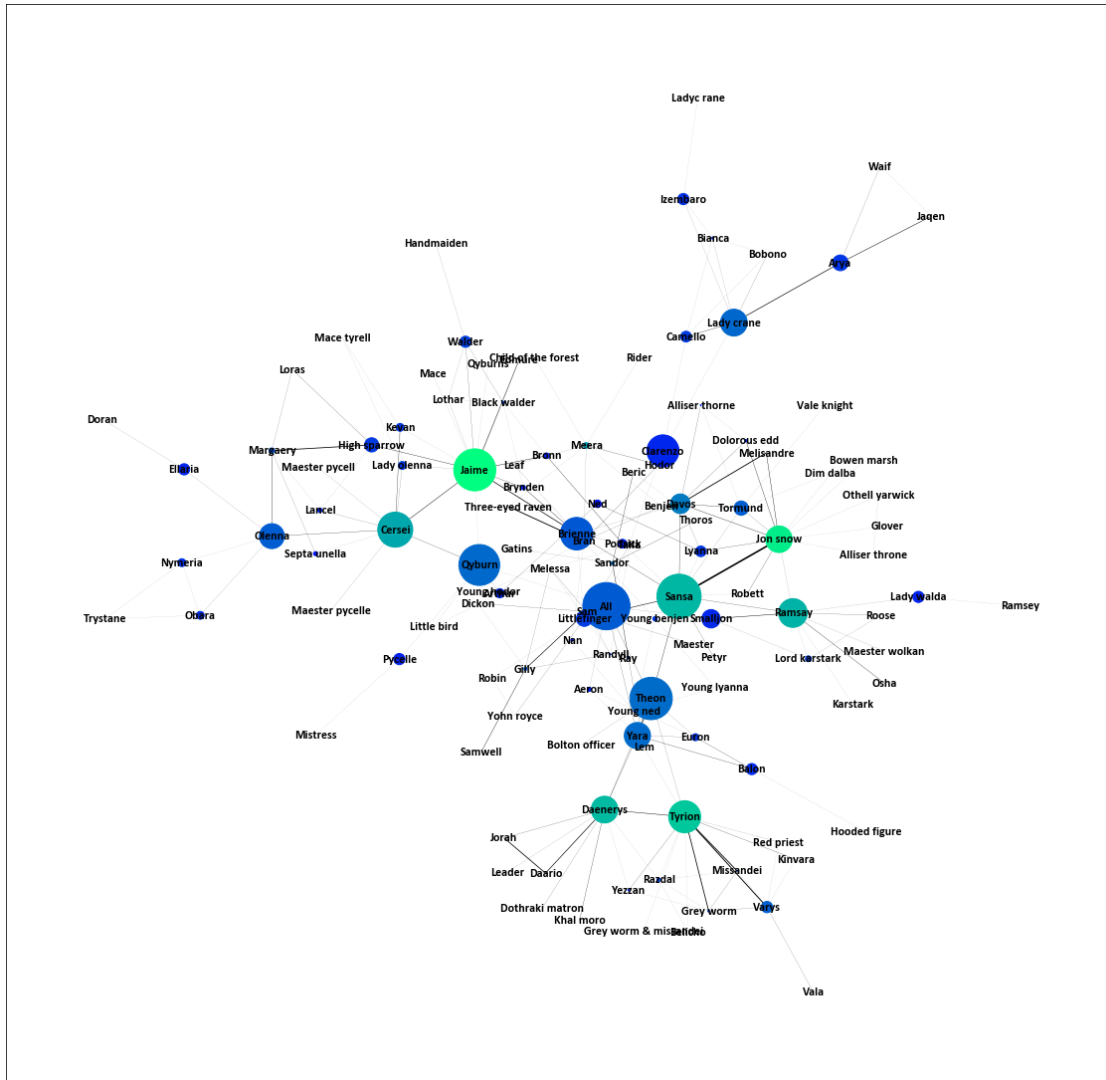 Ladyc rane
Waif
Izembaro
Jaqen
Bianca
Handmaiden
Bobono
Arya
Lady crane
Mace tyrell
Camello
Walder
Child of the forest
Rider
Qyburns
Loras
Mace
Lothar
Black walder
Alliser thorne
Vale knight
Doran
Kevan
Margaery
High sparrow
Meera
Dolorous edd
Clarenzo
Melisandre
Bronn
Ellaria
Maester pycell
Lady olenna
Jaime
Leaf
Hodor
Bowen marsh
Beric
Dim dalba
Brynden
Othell yarwick
Lancel
Three-eyed raven
Ned
Benjen
Davos
Tormund
Thoros
Glover
Cersei
Olenna
Brienne
Bran
Podrick
Jon snow
Septa unella
Gatins
Lyanna
Alliser throne
Nymeria
Qyburn
Melessa
Sandor
Young hodor
Robett
Sansa
Lady walda
Dickon
All
Ramsey
Obara
Trystane
Sam
Littlefinger
Young benjen
Smalljon
Ramsay
Roose
Little bird
Nan
Maester
Maester pycelle
Randyll
Ray
Petyr
Lord karstark
Maester wolkan
Pycelle
Gilly
Robin
Aeron
Young lyanna
Osha
Theon
Karstark
Yohn royce
Young ned
Mistress
Yara
Euron
Samwell
Bolton officer
Lem
Balon
Daenerys
Tyrion
Hooded figure
Jorah
Red priest
Kinvara
Leader
Daario
Missandei
Razdal
Yezzan
Dothraki matron
Khal moro
Grey worm
Varys
Grey worm & missandei
Belicho
Vala